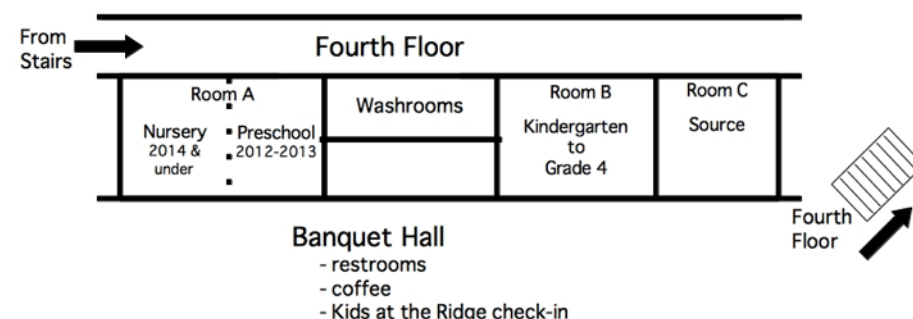 From
Stairs
Fourth Floor
Room A
Nursery
2014 &
under
Preschool
2012-2013
Washrooms
Room B
Kindergarten
to
Grade 4
Room C
Source
Fourth
Floor
Banquet Hall
- restrooms
- coffee
- Kids at the Ridge check-in